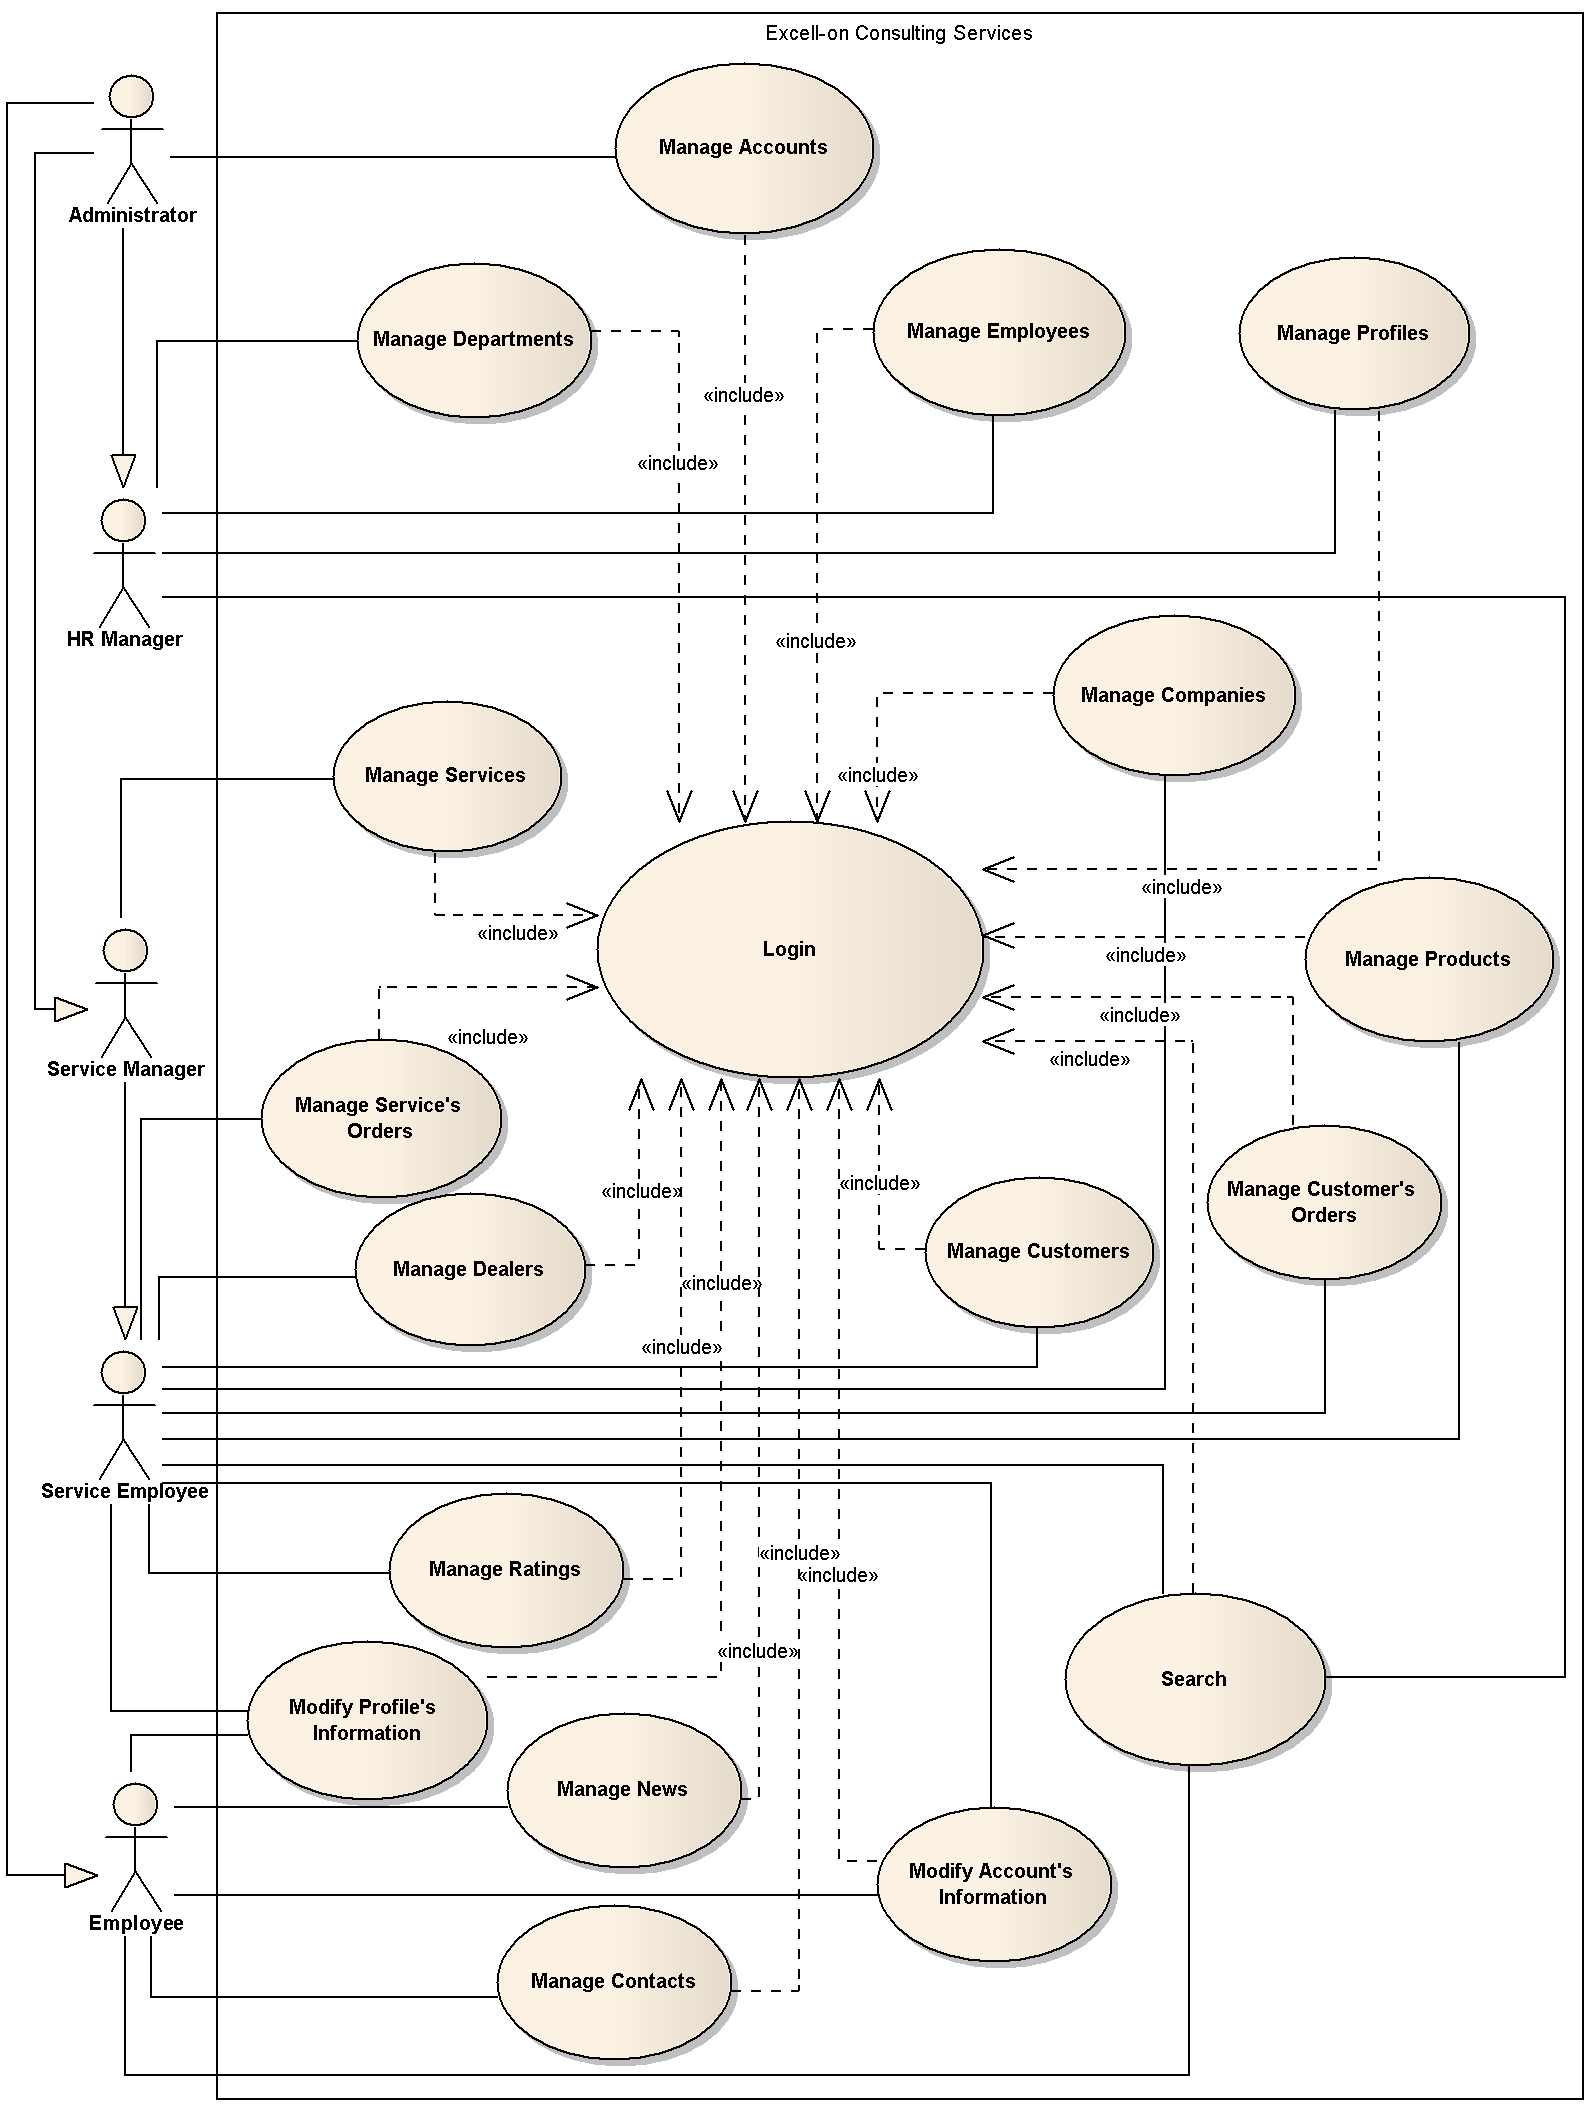 Excell-on Consulting Services
Manage Accounts
Administrator
Manage Departments
Manage Employees
Manage Profiles
«include»
«include»
HR Manager
«include»
Manage Companies
Manage Services
«include»
«include»
«include»
Login
Manage Products
«include»
«include»
«include»
«include»
Service Manager
Manage Service's
Orders
«include»
«include»
Manage Customer's
Orders
Manage Customers
Manage Dealers
«include»
«include»
Service Employee
Manage Ratings
«include»
«include»
«include»
Search
Modify Profile's
Information
Manage News
Modify Account's
Information
Employee
Manage Contacts